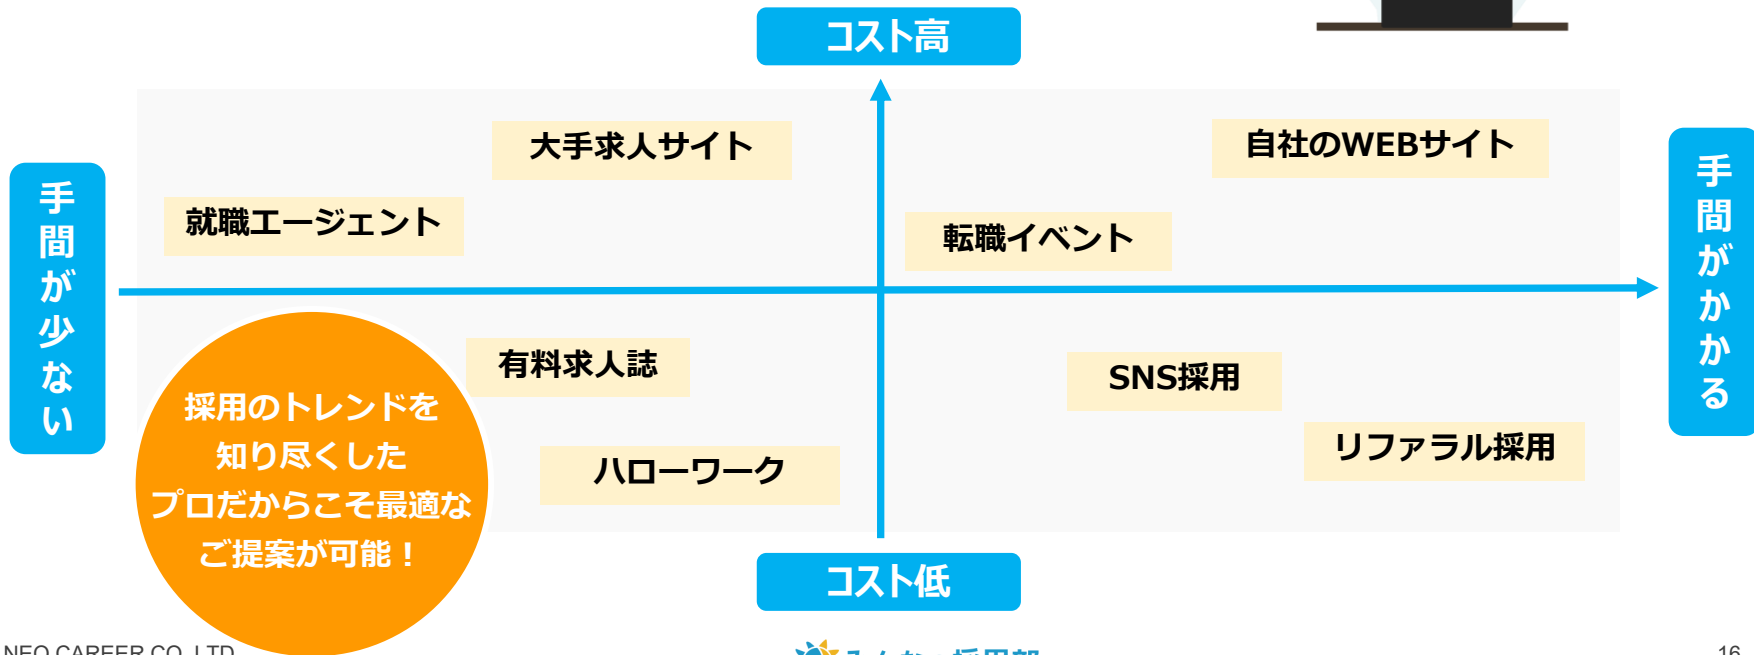 コスト高
大手求人サイト
自社のWEBサイト
手間が少ない
就職エージェント
転職イベント
手間がかかる
有料求人誌
SNS採用
採用のトレンドを
知り尽くした
プロだからこそ最適な
ご提案が可能！
リファラル採用
ハローワーク
コスト低
NEO CAREER CO.,LTD.
16